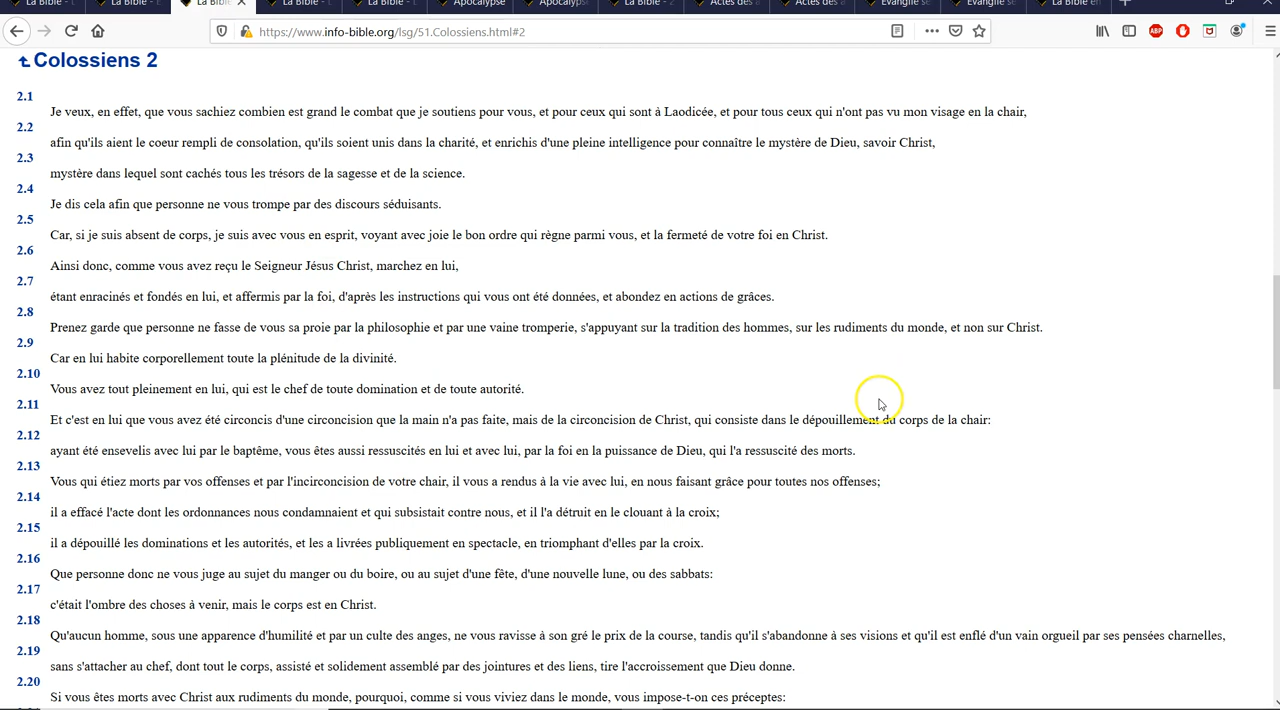 La Bible -
La Bible - E
La Bible -
La Bible - L
La Bible - L
Apocalypse
Apocalypse
La Bible - 2
Actes des a
Actes des a
Evangile se
Evangile se
La Bible en
https://www.info-bible.org/lsg/51.Colossiens.html#2
Colossiens 2
2.1
Je veux, en effet, que vous sachiez combien est grand le combat que je soutiens pour vous, et pour ceux qui sont à Laodicée, et pour tous ceux qui n'ont pas vu mon visage en la chair,
2.2
afin qu'ils aient le coeur rempli de consolation, qu'ils soient unis dans la charité, et enrichis d'une pleine intelligence pour connaître le mystère de Dieu, savoir Christ,
2.3
mystère dans lequel sont cachés tous les trésors de la sagesse et de la science.
2.4
Je dis cela afin que personne ne vous trompe par des discours séduisants.
2.5
Car, si je suis absent de corps, je suis avec vous en esprit, voyant avec joie le bon ordre qui règne parmi vous, et la fermeté de votre foi en Christ.
2.6
Ainsi donc, comme vous avez reçu le Seigneur Jésus Christ, marchez en lui,
2.7
étant enracinés et fondés en lui, et affermis par la foi, d'après les instructions qui vous ont été données, et abondez en actions de grâces.
2.8
Prenez garde que personne ne fasse de vous sa proie par la philosophie et par une vaine tromperie, s'appuyant sur la tradition des hommes, sur les rudiments du monde, et non sur Christ.
2.9
Car en lui habite corporellement toute la plénitude de la divinité.
2.10
Vous avez tout pleinement en lui, qui est le chef de toute domination et de toute autorité.
2.11
Et c'est en lui que vous avez été circoncis d'une circoncision que la main n'a pas faite, mais de la circoncision de Christ, qui consiste dans le dépouillement du corps de la chair:
2.12
ayant été ensevelis avec lui par le baptême, vous êtes aussi ressuscités en lui et avec lui, par la foi en la puissance de Dieu, qui l'a ressuscité des morts.
2.13
Vous qui étiez morts par vos offenses et par l'incirconcision de votre chair, il vous a rendus à la vie avec lui, en nous faisant grâce pour toutes nos offenses;
2.14
il a effacé l'acte dont les ordonnances nous condamnaient et qui subsistait contre nous, et il l'a détruit en le clouant à la croix;
2.15
il a dépouillé les dominations et les autorités, et les a livrées publiquement en spectacle, en triomphant d'elles par la croix.
2.16
Que personne donc ne vous juge au sujet du manger ou du boire, ou au sujet d'une fête, d'une nouvelle lune, ou des sabbats:
2.17
c'était l'ombre des choses à venir, mais le corps est en Christ.
2.18
Qu'aucun homme, sous une apparence d'humilité et par un culte des anges, ne vous ravisse à son gré le prix de la course, tandis qu'il s'abandonne à ses visions et qu'il est enflé d'un vain orgueil par ses pensées charnelles,
2.19
sans s'attacher au chef, dont tout le corps, assisté et solidement assemblé par des jointures et des liens, tire l'accroissement que Dieu donne.
2.20
Si vous êtes morts avec Christ aux rudiments du monde, pourquoi, comme si vous viviez dans le monde, vous impose-t-on ces préceptes: